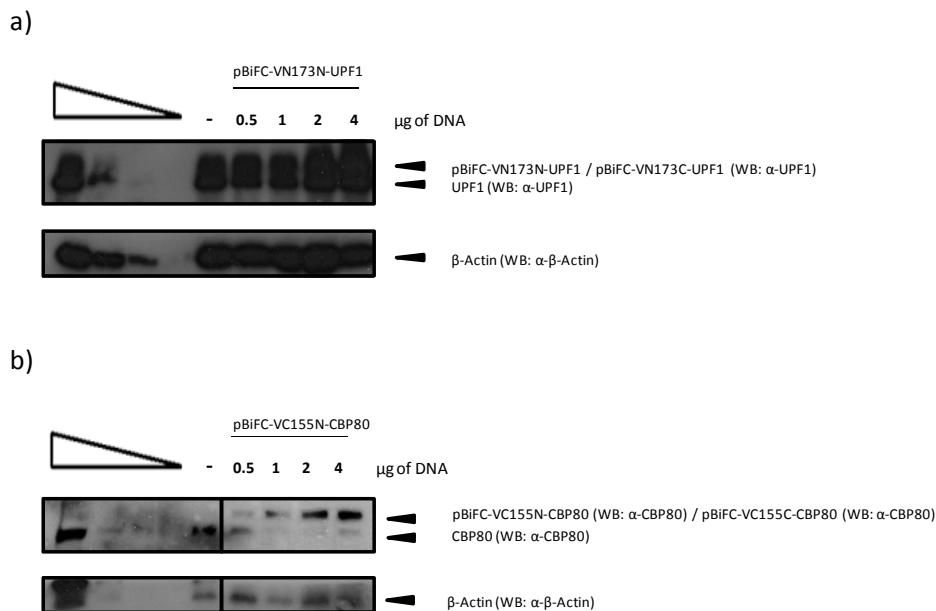 a)
pBiFC-VN173N-UPF1
- 0.5 1 2 4 µg of DNA
pBiFC-VN173N-UPF1 / pBiFC-VN173C-UPF1 (WB: α-UPF1)
UPF1 (WB: α-UPF1)
β-Actin (WB: α-β-Actin)
b)
pBiFC-VC155N-CBP80
- 0.5 1 2 4 µg of DNA
pBiFC-VC155N-CBP80 (WB: α-CBP80) / pBiFC-VC155C-CBP80 (WB: α-CBP80)
CBP80 (WB: α-CBP80)
β-Actin (WB: α-β-Actin)